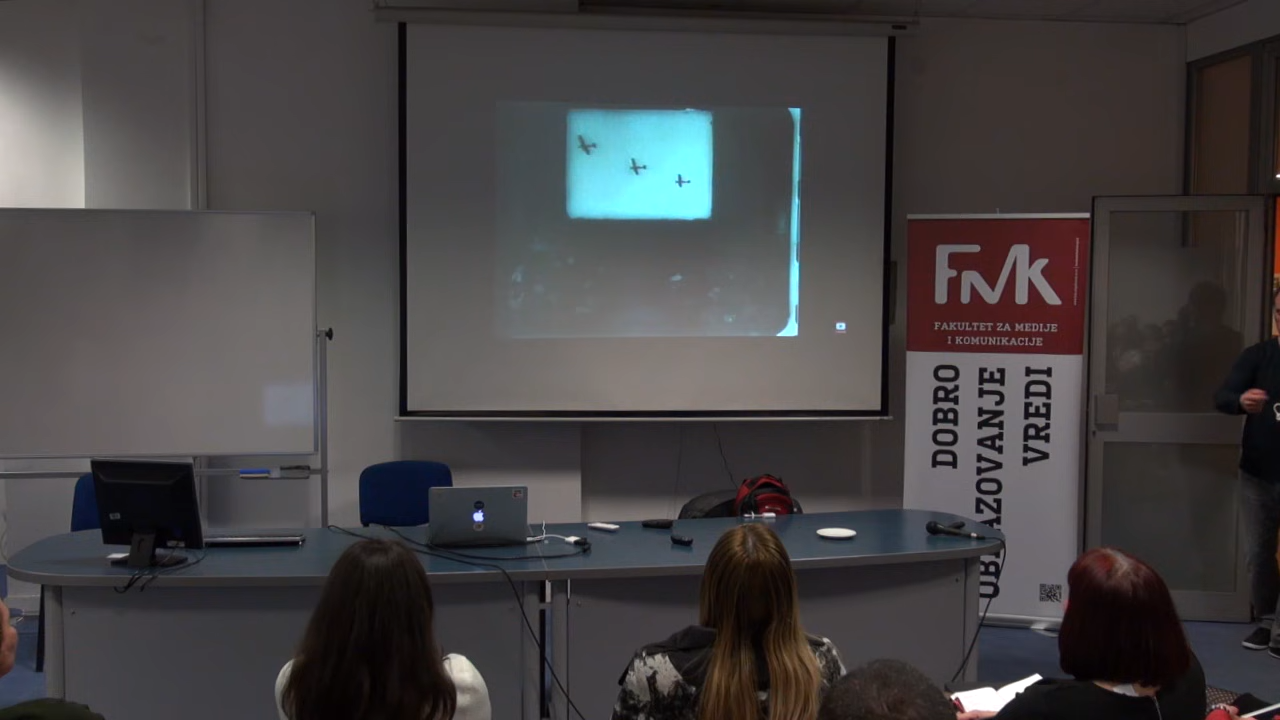 FMK
FAKULTET ZA MEDIJE
I KOMUNIKACIJE
DOBRO
OBRAZOVANJE
VREDI